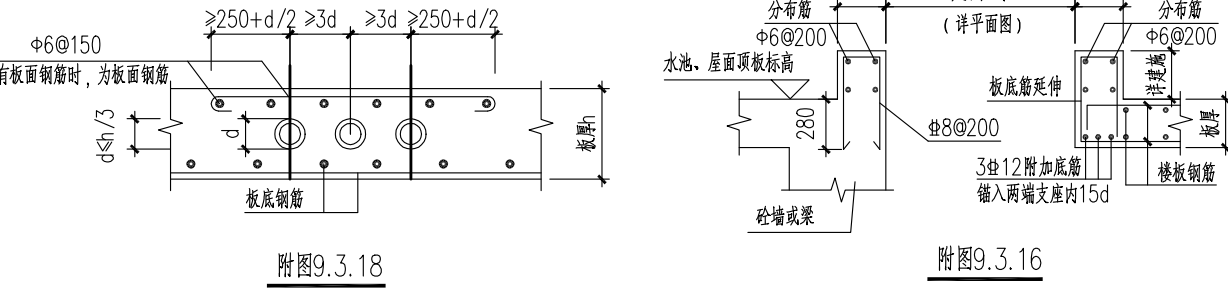 ≥250+d/2 ≥3d ≥3d ≥250+d/2
Φ6@150
有板面钢筋时，为板面钢筋
d≤h/3
d
板厚h
板底钢筋
附图9.3.18
分布筋
Φ6@200
(详平面图)
分布筋
Φ6@200
水池、屋面顶板标高
280
Φ8@200
砼墙或梁
板底筋延伸
详建施
板厚
3Φ12附加底筋
锚入两端支座内15d
楼板钢筋
附图9.3.16